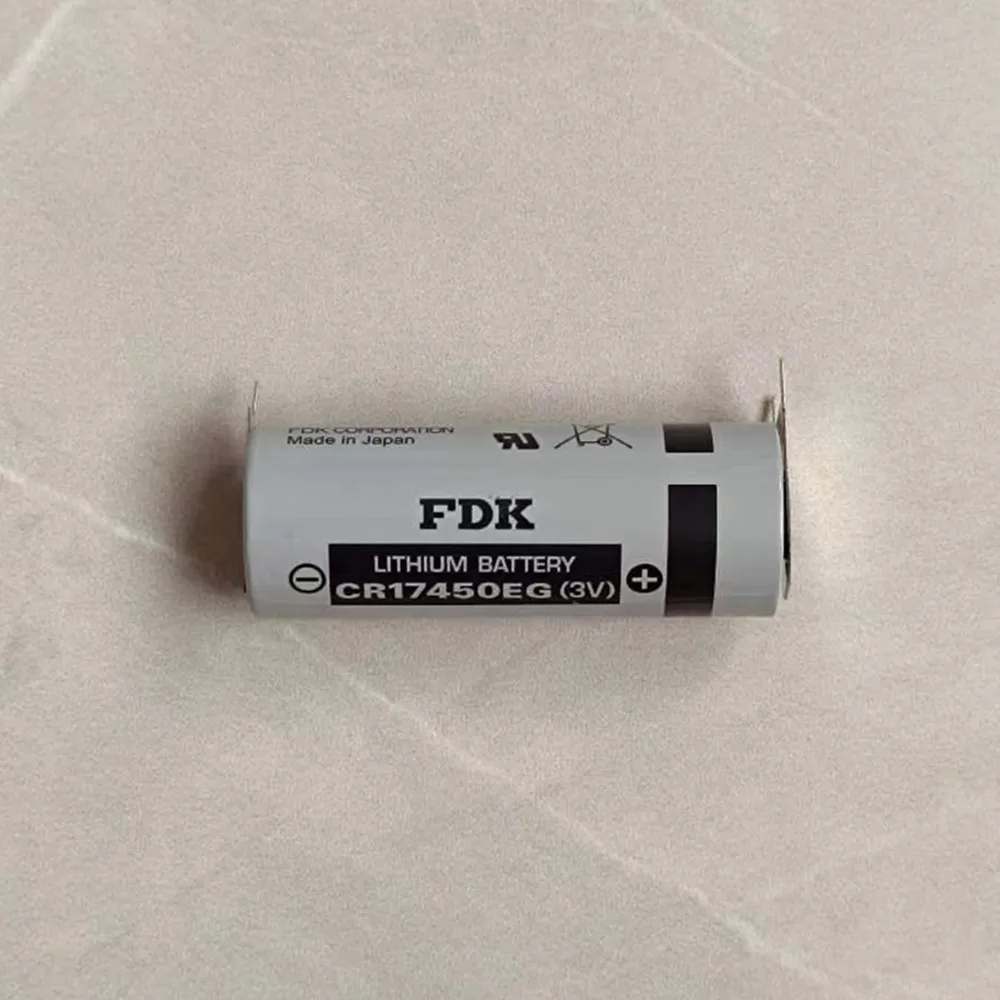 FDK CORPORATION
Made in Japan
FDK
LITHIUM BATTERY
CR17450EG (3V)